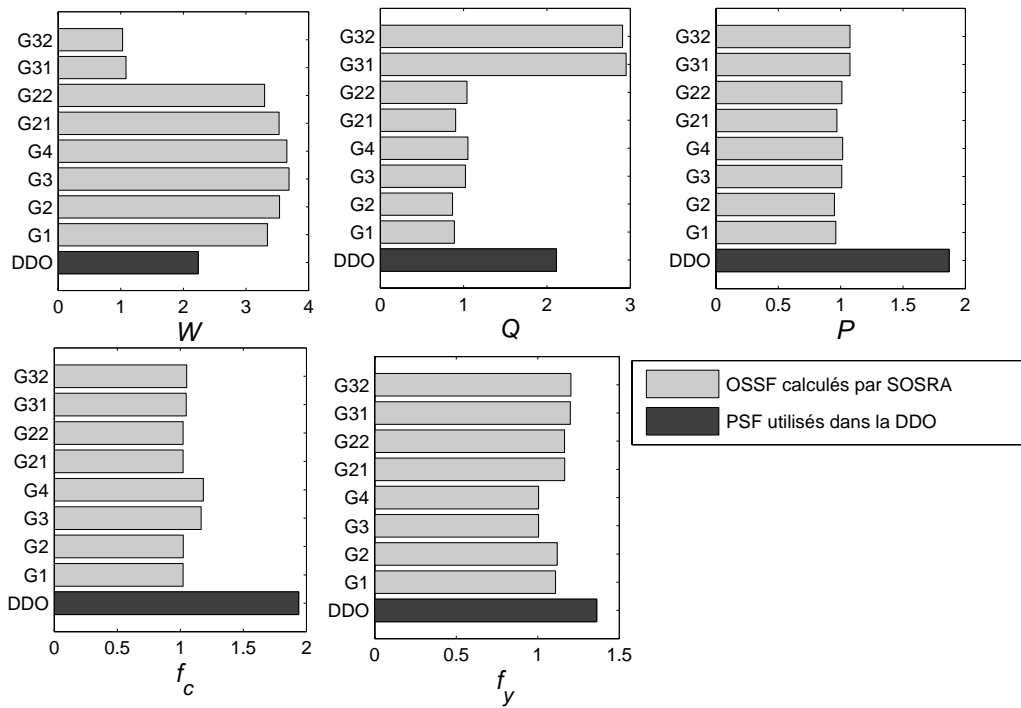 G32
G31
G22
G21
G4
G3
G2
G1
DDO
0 1 2 3 4
W
G32
G31
G22
G21
G4
G3
G2
G1
DDO
0 1 2 3
Q
G32
G31
G22
G21
G4
G3
G2
G1
DDO
0 0.5 1 1.5 2
P
G32
G31
G22
G21
G4
G3
G2
G1
DDO
0 0.5 1 1.5 2
f_c
G32
G31
G22
G21
G4
G3
G2
G1
DDO
0 0.5 1 1.5
f_y
OSSF calculés par SOSRA
PSF utilisés dans la DDO